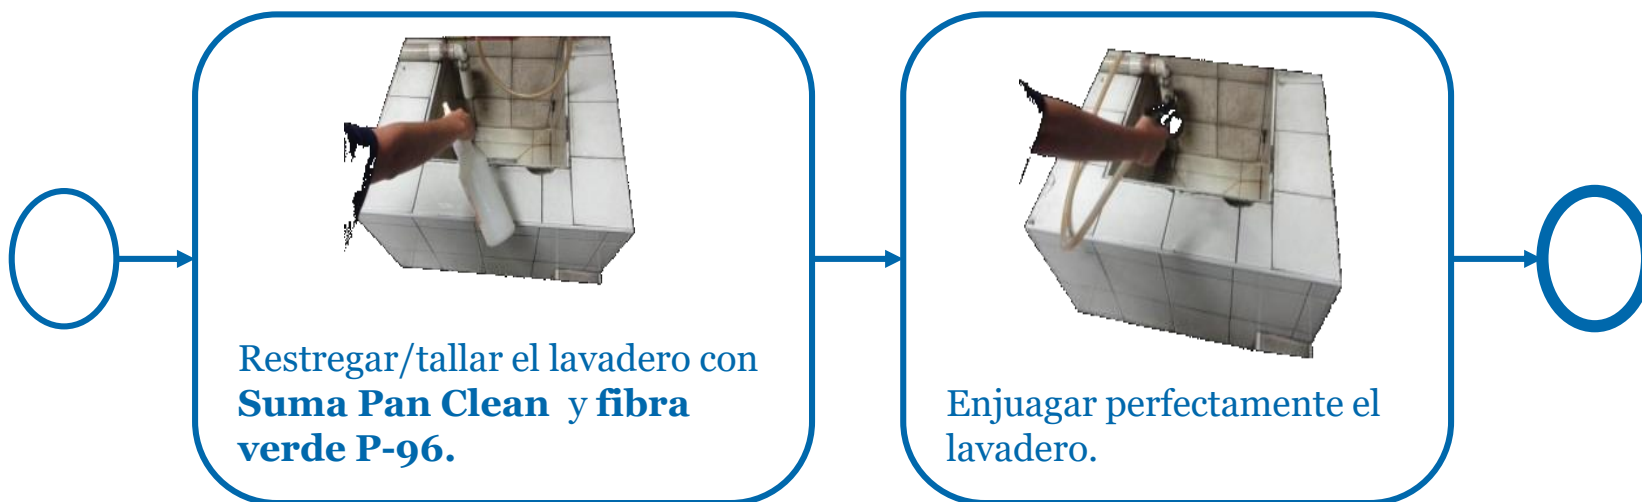 Restregar/tallar el lavadero con
Suma Pan Clean y fibra
verde P-96.
Enjuagar perfectamente el
lavadero.